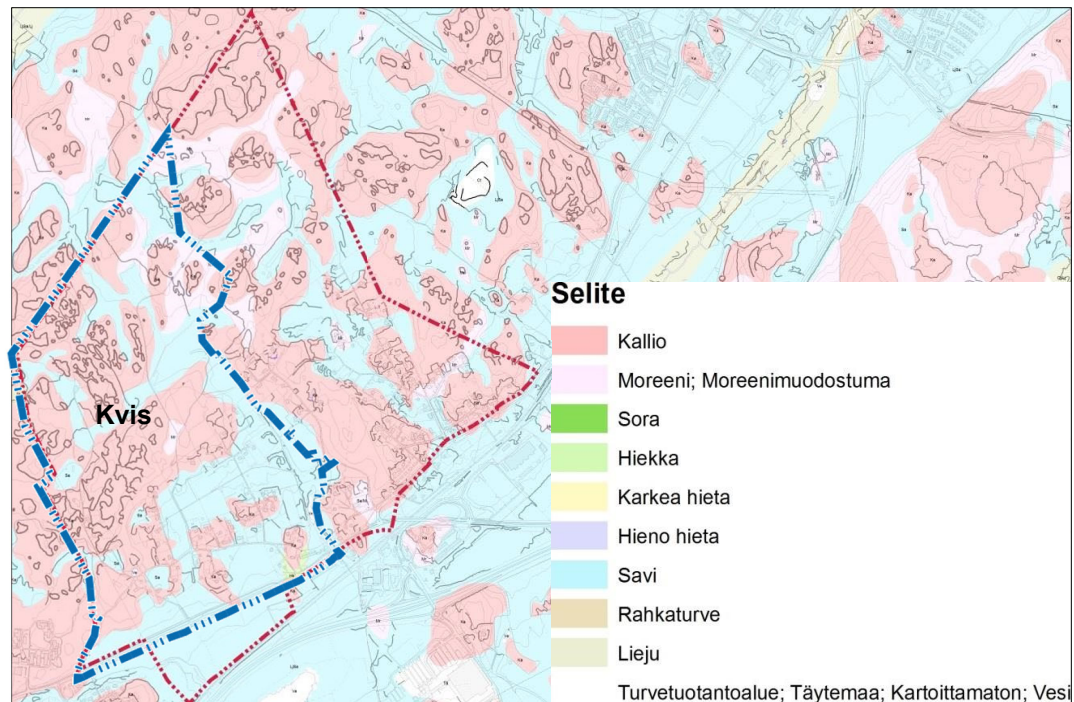 Kvis
Selite
Kallio
Moreeni; Moreenimuodostuma
Sora
Hiekka
Karkea hieta
Hieno hieta
Savi
Rahkaturve
Lieju
Turvetuotantoalue; Täytemaa; Kartoittamaton; Vesi